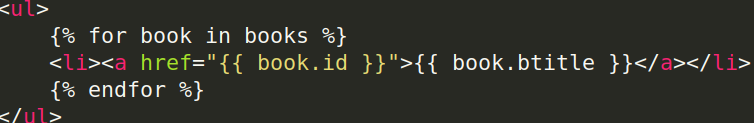 <ul>
{% for book in books %}
<li><a href="{{ book.id }}">{{ book.btitle }}</a></li>
{% endfor %}
</ul>